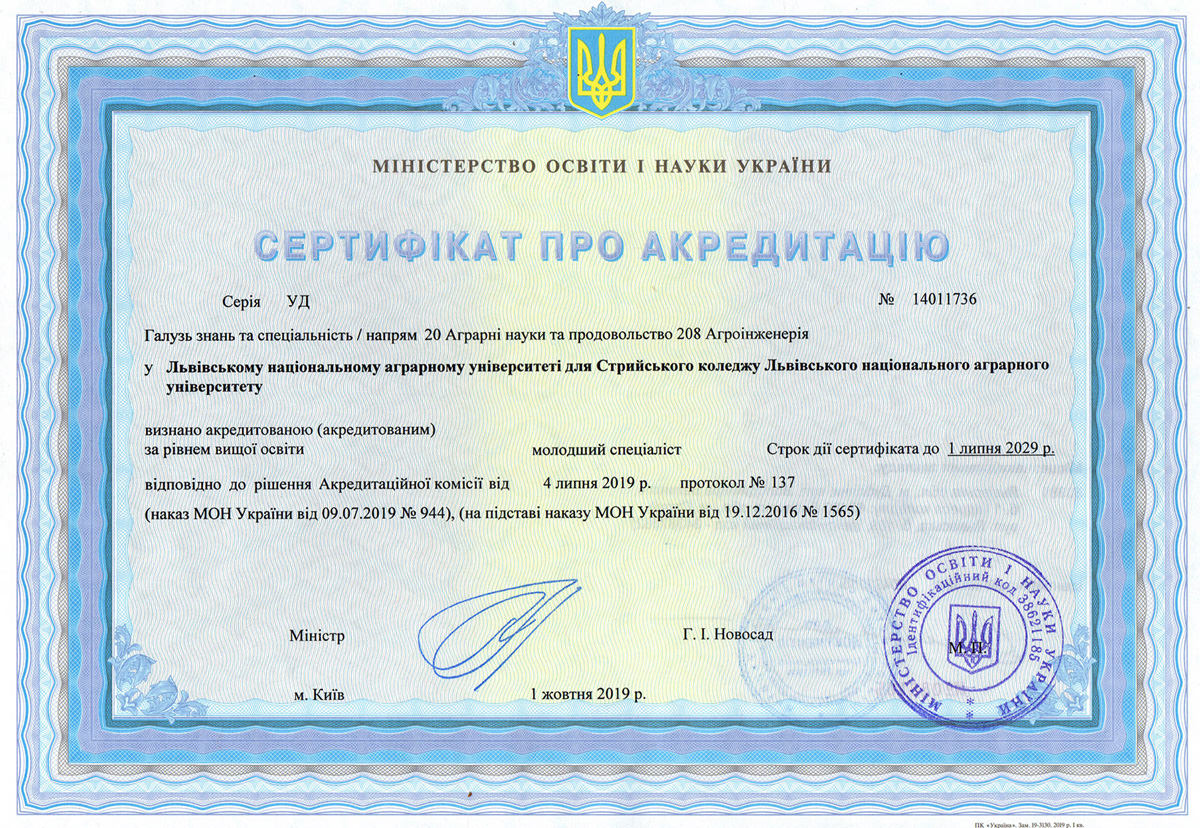 МІНІСТЕРСТВО ОСВІТИ І НАУКИ УКРАЇНИ
СЕРТИФІКАТ ПРО АКРЕДИТАЦІЮ
Серія УД № 14011736
Галузь знань та спеціальність / напрям 20 Аграрні науки та продовольство 208 Агроінженерія
у Львівському національному аграрному університеті для Стрийського коледжу Львівського національного аграрного
університету
визнано акредитованою (акредитованим)
за рівнем вищої освіти молодший спеціаліст Строк дії сертифіката до 1 липня 2029 р.
відповідно до рішення Акредитаційної комісії від 4 липня 2019 р. протокол № 137
(наказ МОН України від 09.07.2019 № 944), (на підставі наказу МОН України від 19.12.2016 № 1565)
Міністр Г. І. Новосад
МІНІСТЕРСТВО ОСВІТИ І НАУКИ УКРАЇНИ
Ідентифікаційний код 38621185
М. П.
м. Київ 1 жовтня 2019 р.
ПК «Україна». Зам. 19-3130. 2019 р. І кв.